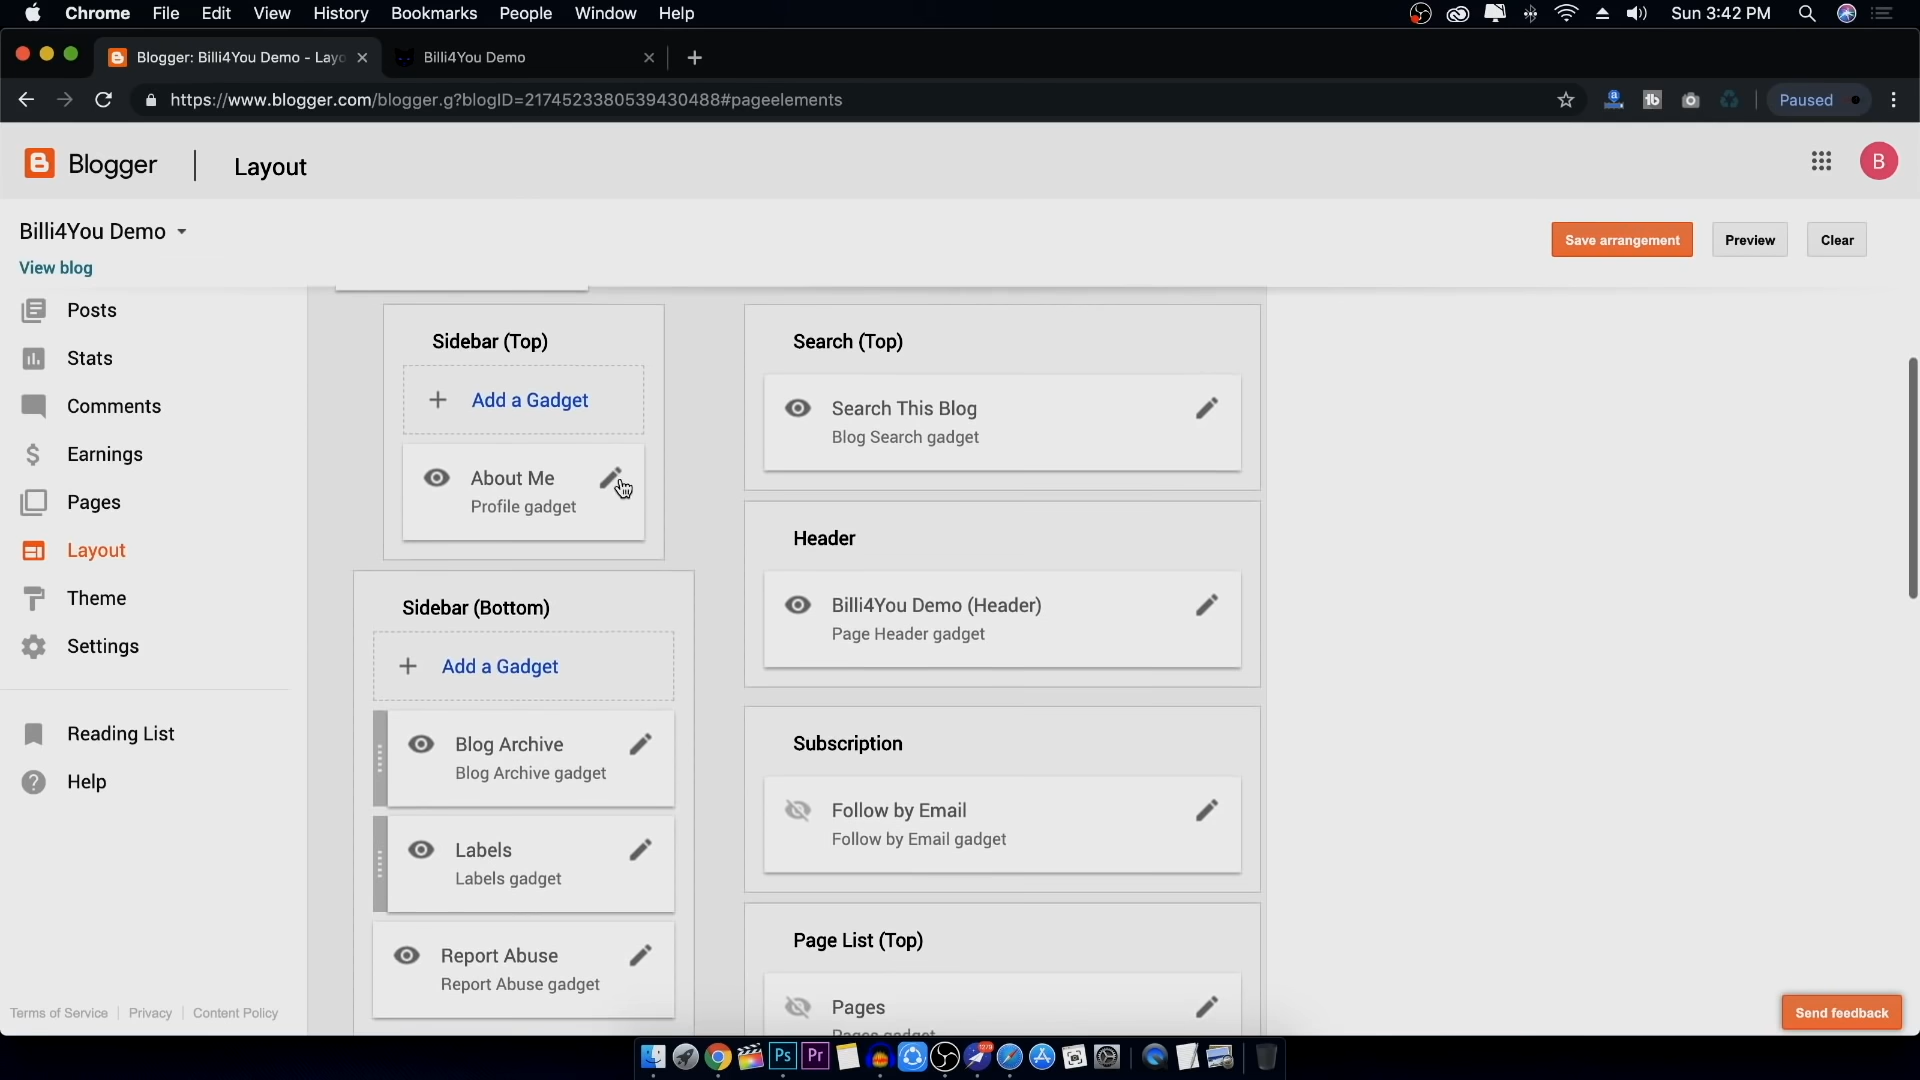 Chrome File Edit View History Bookmarks People Window Help Sun 3:42 PM
Blogger: Billi4You Demo - Layo Billi4You Demo
https://www.blogger.com/blogger.g?blogID=2174523380539430488#pageelements Paused
Blogger Layout B
Billi4You Demo
Save arrangement Preview Clear
View blog
Posts
Stats
Comments
Earnings
Pages
Layout
Theme
Settings
Reading List
Help
Terms of Service Privacy Content Policy
Sidebar (Top)
Add a Gadget
About Me
Profile gadget
Sidebar (Bottom)
Add a Gadget
Blog Archive
Blog Archive gadget
Labels
Labels gadget
Report Abuse
Report Abuse gadget
Search (Top)
Search This Blog
Blog Search gadget
Header
Billi4You Demo (Header)
Page Header gadget
Subscription
Follow by Email
Follow by Email gadget
Page List (Top)
Pages
Pages gadget
Send feedback
Ps Pr